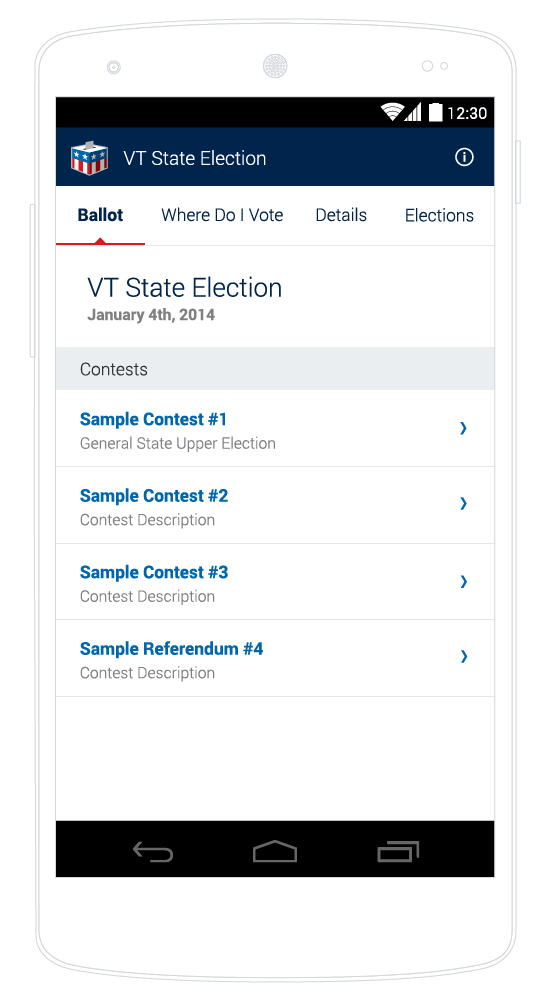 12:30
VT State Election
Ballot Where Do I Vote Details Elections
VT State Election
January 4th, 2014
Contests
Sample Contest #1
General State Upper Election
Sample Contest #2
Contest Description
Sample Contest #3
Contest Description
Sample Referendum #4
Contest Description